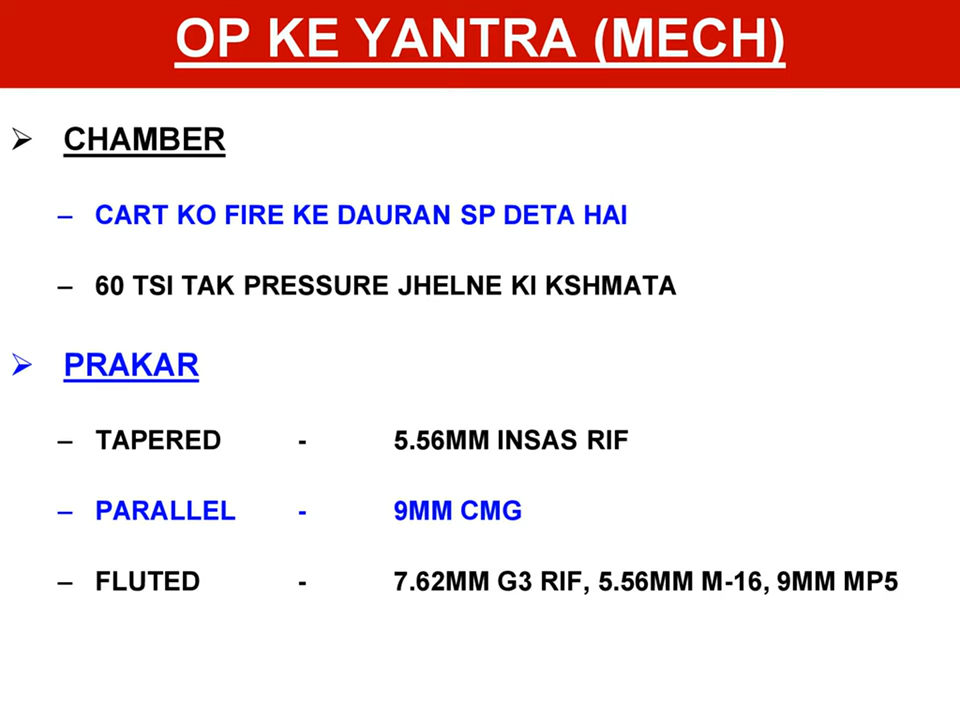 OP KE YANTRA (MECH)
CHAMBER
– CART KO FIRE KE DAURAN SP DETA HAI
– 60 TSI TAK PRESSURE JHELNE KI KSHMATA
PRAKAR
– TAPERED - 5.56MM INSAS RIF
– PARALLEL - 9MM CMG
– FLUTED - 7.62MM G3 RIF, 5.56MM M-16, 9MM MP5